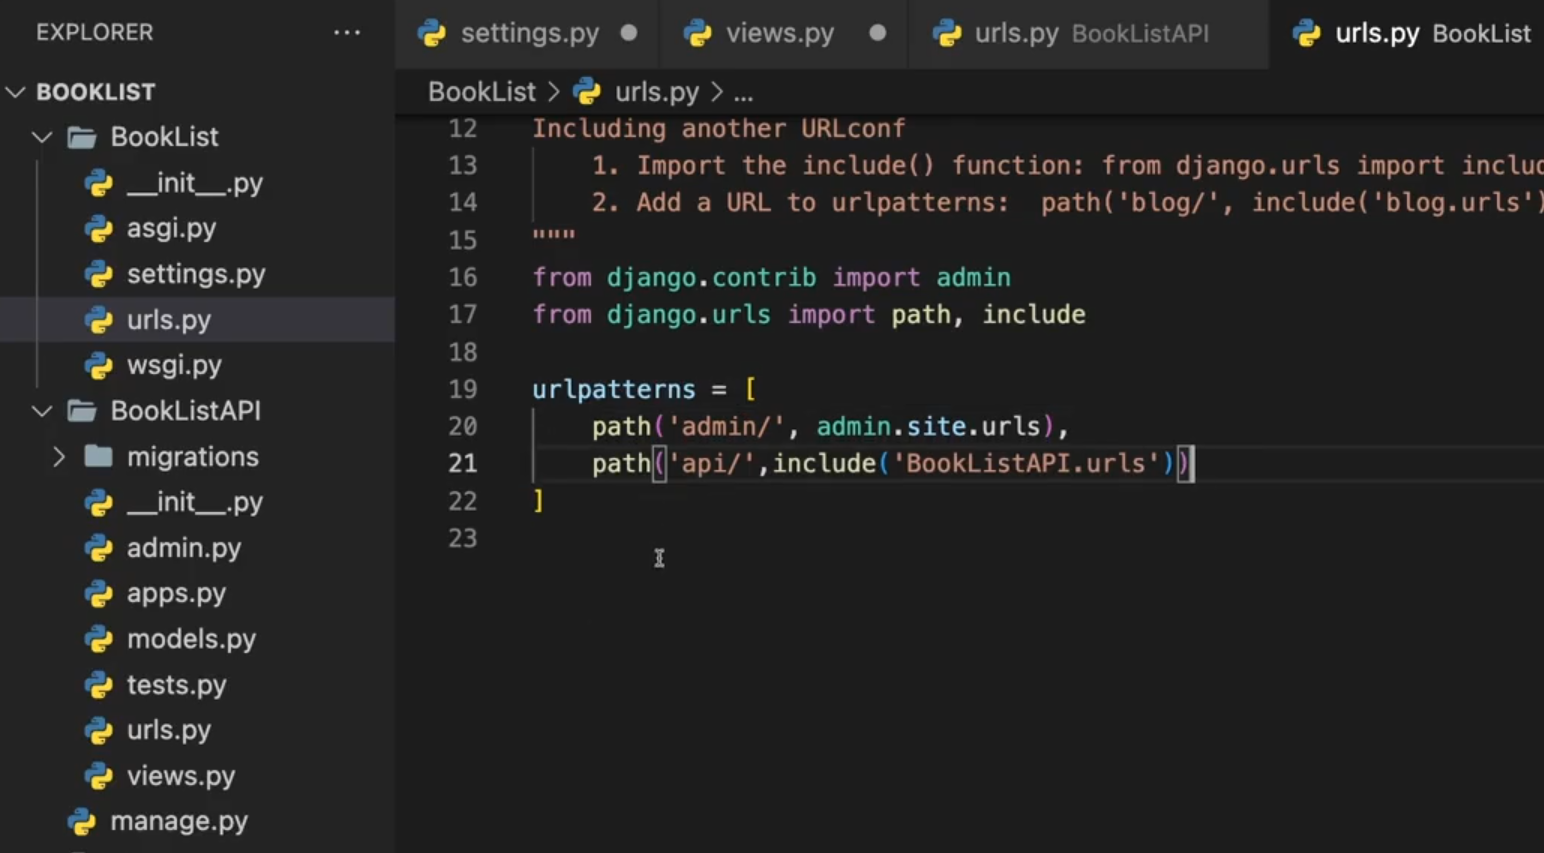 EXPLORER ...
BOOKLIST
BookList
__init__.py
asgi.py
settings.py
urls.py
wsgi.py
BookListAPI
migrations
__init__.py
admin.py
apps.py
models.py
tests.py
urls.py
views.py
manage.py
settings.py views.py urls.py BookListAPI urls.py BookList
BookList > urls.py > ...
12 Including another URLconf
13 1. Import the include() function: from django.urls import includ
14 2. Add a URL to urlpatterns: path('blog/', include('blog.urls')
15 """
16 from django.contrib import admin
17 from django.urls import path, include
18
19 urlpatterns = [
20 path('admin/', admin.site.urls),
21 path('api/',include('BookListAPI.urls'))
22 ]
23